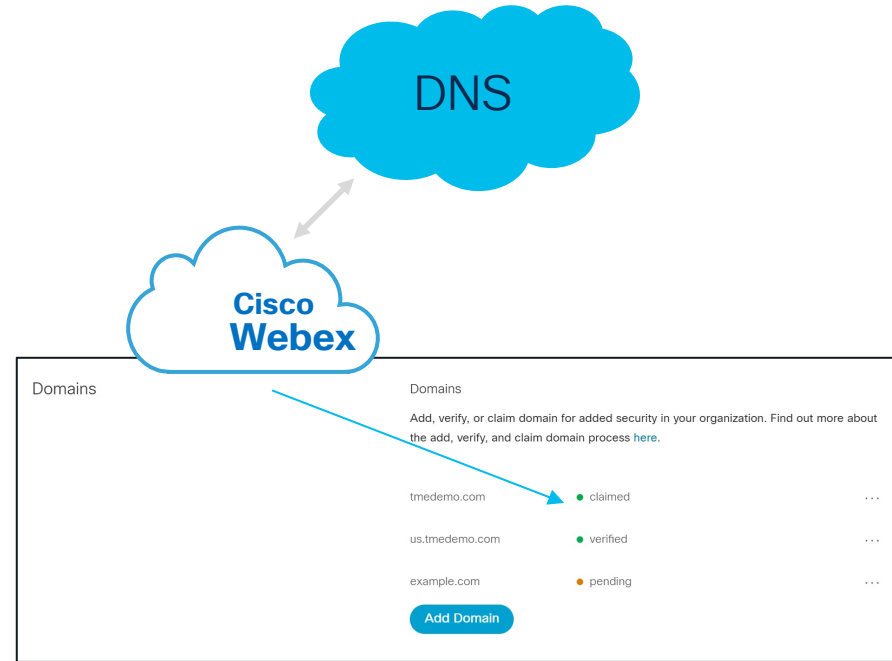 DNS
Cisco
Webex
Domains
Domains
Add, verify, or claim domain for added security in your organization. Find out more about
the add, verify, and claim domain process here.
tmedemo.com claimed ...
us.tmedemo.com verified ...
example.com pending ...
Add Domain